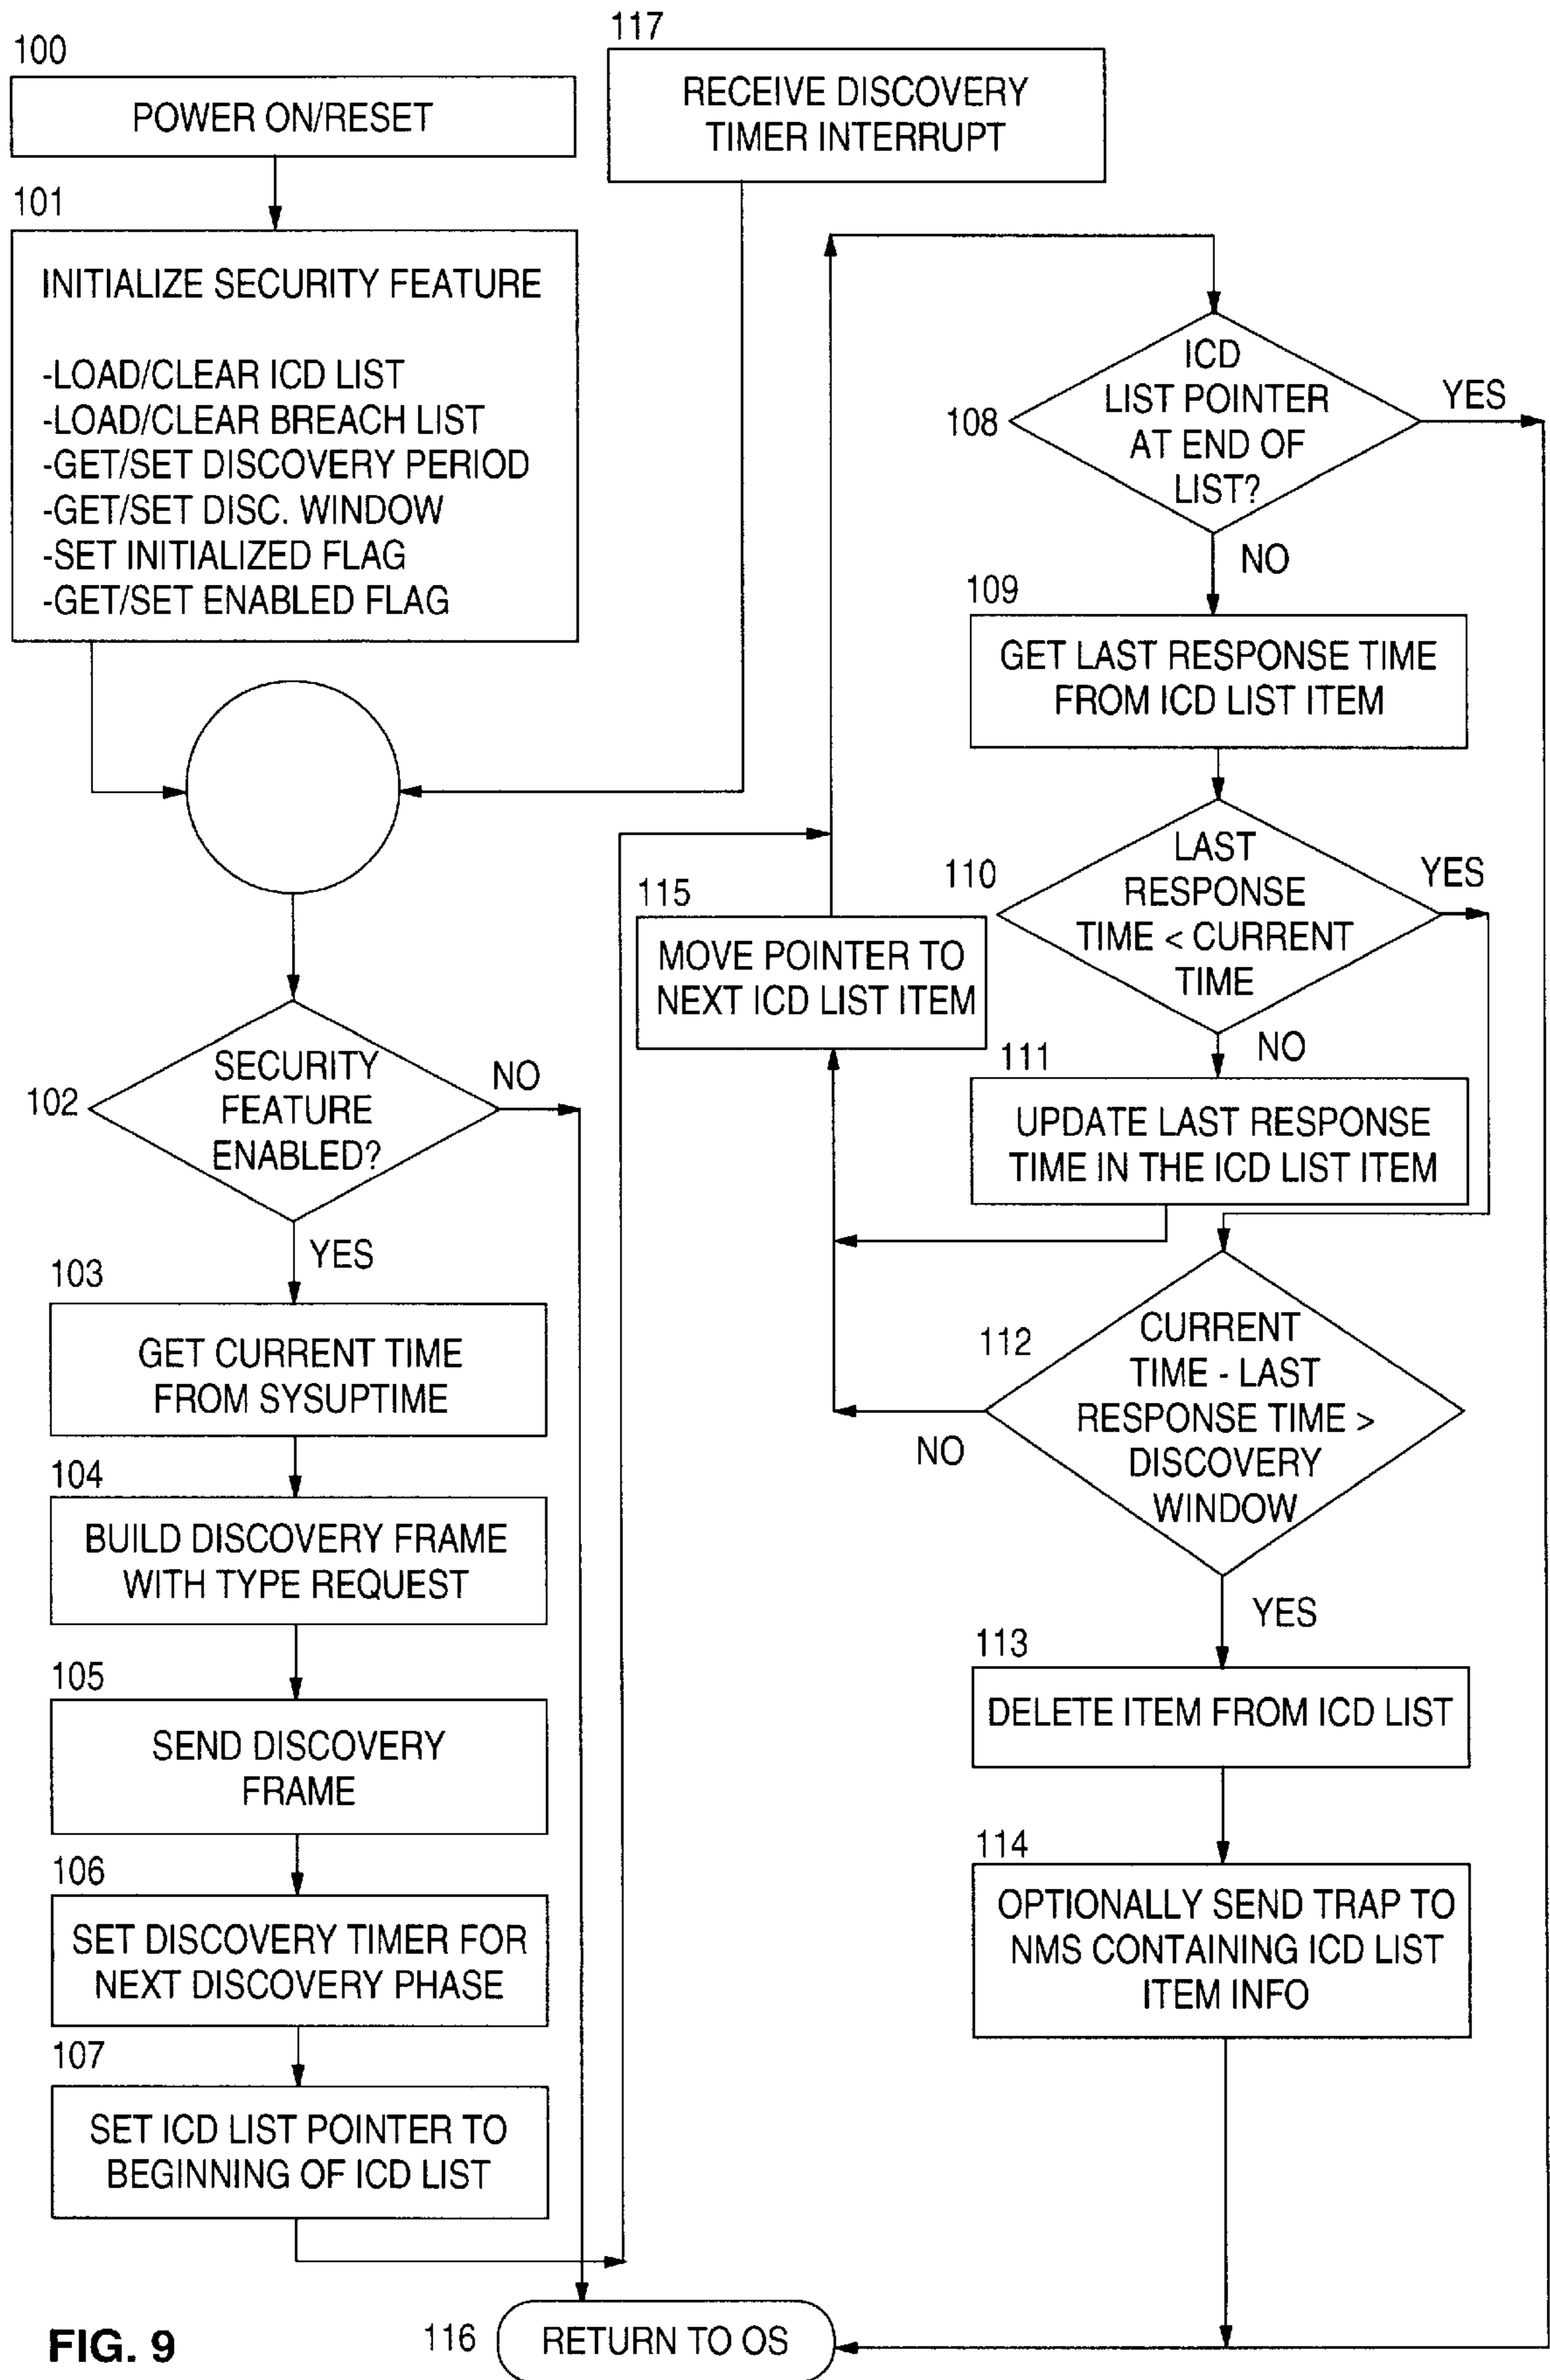 100
POWER ON/RESET
101
INITIALIZE SECURITY FEATURE
-LOAD/CLEAR ICD LIST
-LOAD/CLEAR BREACH LIST
-GET/SET DISCOVERY PERIOD
-GET/SET DISC. WINDOW
-SET INITIALIZED FLAG
-GET/SET ENABLED FLAG
117
RECEIVE DISCOVERY
TIMER INTERRUPT
102
SECURITY
FEATURE
ENABLED?
NO
YES
103
GET CURRENT TIME
FROM SYSUPTIME
104
BUILD DISCOVERY FRAME
WITH TYPE REQUEST
105
SEND DISCOVERY
FRAME
106
SET DISCOVERY TIMER FOR
NEXT DISCOVERY PHASE
107
SET ICD LIST POINTER TO
BEGINNING OF ICD LIST
108
ICD
LIST POINTER
AT END OF
LIST?
YES
NO
109
GET LAST RESPONSE TIME
FROM ICD LIST ITEM
110
LAST
RESPONSE
TIME < CURRENT
TIME
YES
NO
115
MOVE POINTER TO
NEXT ICD LIST ITEM
111
UPDATE LAST RESPONSE
TIME IN THE ICD LIST ITEM
112
CURRENT
TIME - LAST
RESPONSE TIME >
DISCOVERY
WINDOW
NO
YES
113
DELETE ITEM FROM ICD LIST
114
OPTIONALLY SEND TRAP TO
NMS CONTAINING ICD LIST
ITEM INFO
116
RETURN TO OS
FIG. 9